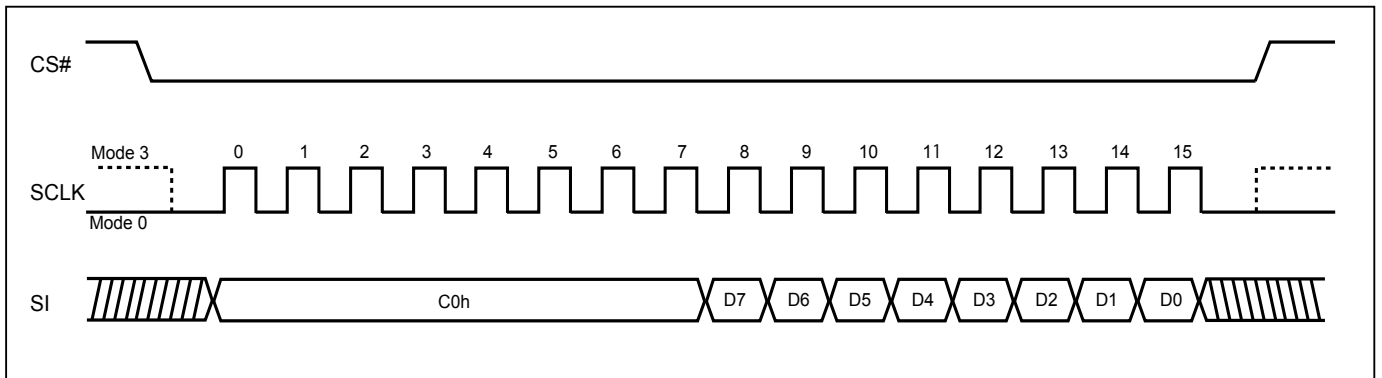 CS#
Mode 3
0 1 2 3 4 5 6 7 8 9 10 11 12 13 14 15
SCLK
Mode 0
SI
C0h D7 D6 D5 D4 D3 D2 D1 D0